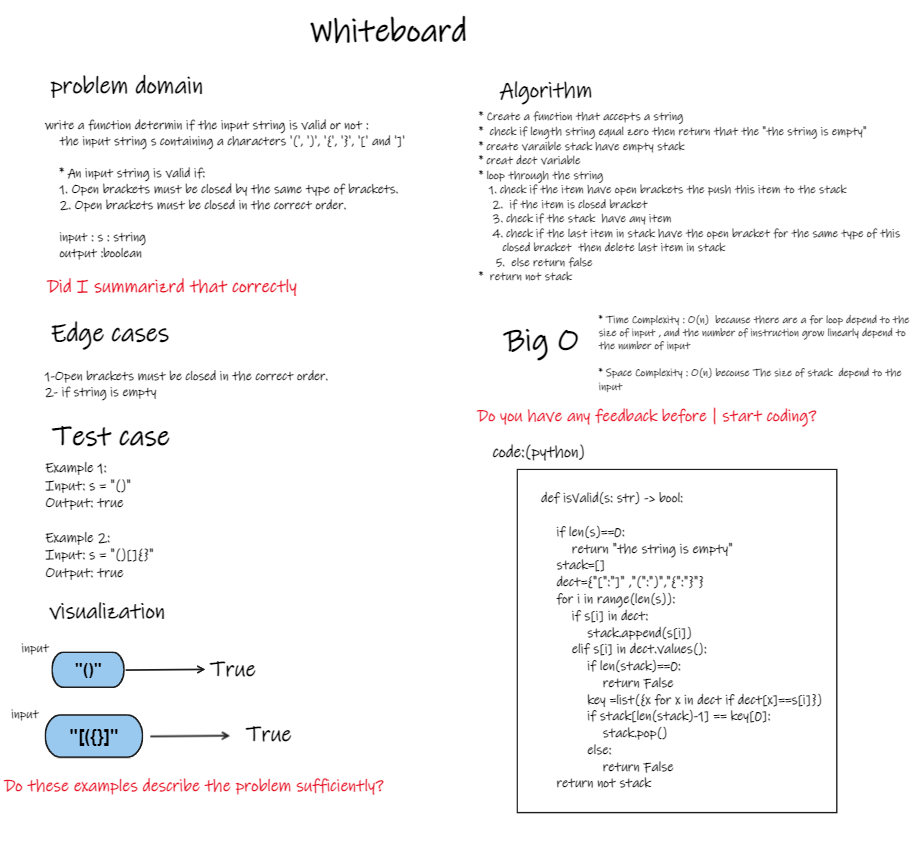 Whiteboard
problem domain
write a function determin if the input string is valid or not :
the input string s containing a characters '(', ')', '{', '}', '[' and ']'
* An input string is valid if:
1. Open brackets must be closed by the same type of brackets.
2. Open brackets must be closed in the correct order.
input : s : string
output :boolean
Did I summarizrd that correctly
Edge cases
1-Open brackets must be closed in the correct order.
2- if string is empty
Test case
Example 1:
Input: s = "()"
Output: true
Example 2:
Input: s = "()[]{}"
Output: true
visualization
input
"()"
True
input
"[({}]"
True
Do these examples describe the problem sufficiently?
Algorithm
* Create a function that accepts a string
* check if length string equal zero then return that the "the string is empty"
* create varaible stack have empty stack
* creat dect variable
* loop through the string
1. check if the item have open brackets the push this item to the stack
2. if the item is closed bracket
3. check if the stack have any item
4. check if the last item in stack have the open bracket for the same type of this
closed bracket then delete last item in stack
5. else return false
* return not stack
Big O
* Time Complexity : O(n) because there are a for loop depend to the
size of input , and the number of instruction grow linearly depend to
the number of input
* Space Complexity : O(n) becouse The size of stack depend to the
input
Do you have any feedback before | start coding?
code:(python)
def isValid(s: str) -> bool:
if len(s)==0:
return "the string is empty"
stack=[]
dect={"[":"]" ,"(":")","{":"}"}
for i in range(len(s)):
if s[i] in dect:
stack.append(s[i])
elif s[i] in dect.values():
if len(stack)==0:
return False
key =list({x for x in dect if dect[x]==s[i]})
if stack[len(stack)-1] == key[0]:
stack.pop()
else:
return False
return not stack